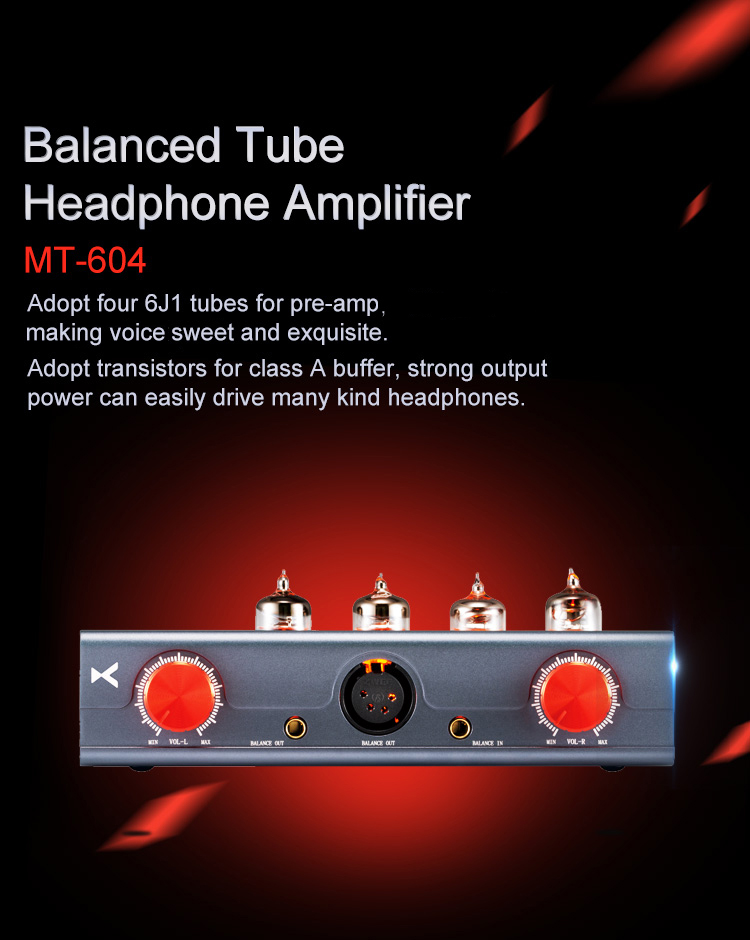 Balanced Tube
Headphone Amplifier
MT-604
Adopt four 6J1 tubes for pre-amp,
making voice sweet and exquisite.
Adopt transistors for class A buffer, strong output
power can easily drive many kind headphones.
MIN VOL-L MAX
BALANCE OUT
BALANCE OUT
BALANCE IN
MIN VOL-R MAX